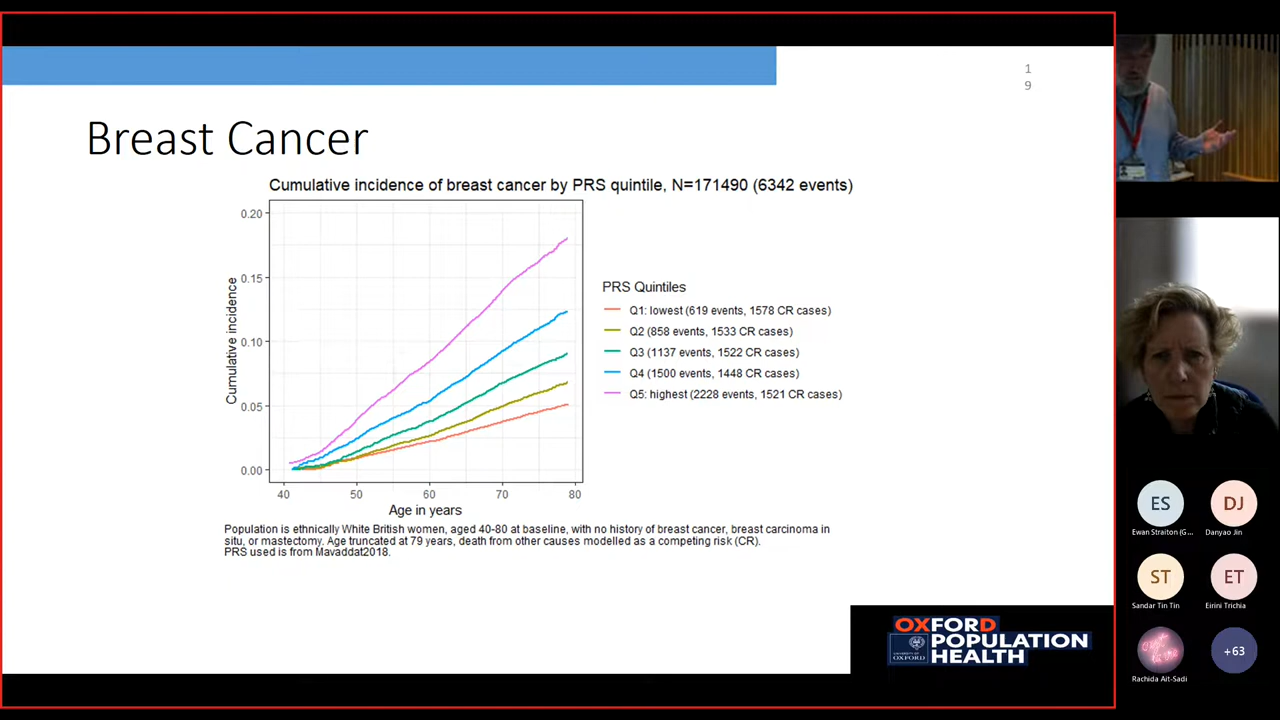 1
9
Breast Cancer
Cumulative incidence of breast cancer by PRS quintile, N=171490 (6342 events)
0.20
0.15
0.10
0.05
0.00
Cumulative incidence
40 50 60 70 80
Age in years
PRS Quintiles
Q1: lowest (619 events, 1578 CR cases)
Q2 (858 events, 1533 CR cases)
Q3 (1137 events, 1522 CR cases)
Q4 (1500 events, 1448 CR cases)
Q5: highest (2228 events, 1521 CR cases)
Population is ethnically White British women, aged 40-80 at baseline, with no history of breast cancer, breast carcinoma in
situ, or mastectomy. Age truncated at 79 years, death from other causes modelled as a competing risk (CR).
PRS used is from Mavaddat2018.
OXFORD
POPULATION
HEALTH
UNIVERSITY OF
OXFORD
ES
Ewan Straiton (G...
DJ
Danyao Jin
ST
Sandar Tin Tin
ET
Eirini Trichia
Rachida Ait-Sadi
+63